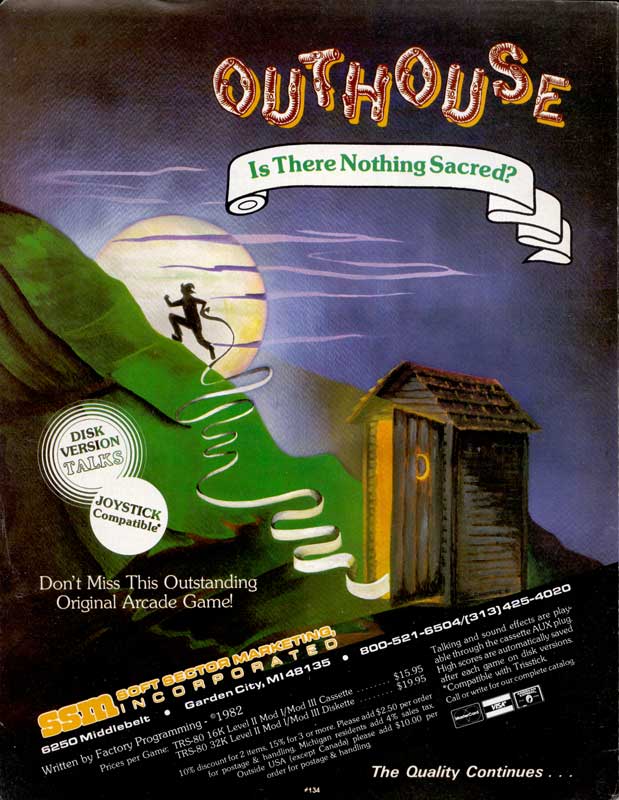 OUTHOUSE
Is There Nothing Sacred?
DISK
VERSION
TALKS
JOYSTICK
Compatible*
Don't Miss This Outstanding
Original Arcade Game!
ssm SOFT SECTOR MARKETING,
INCORPORATED
6250 Middlebelt • Garden City, MI 48135 • 800-521-6504/(313)425-4020
Written by Factory Programming - ©1982
Prices per Game: TRS-80 16K Level II Mod I/Mod III Cassette ........ $15.95
TRS-80 32K Level II Mod I/Mod III Diskette ........ $19.95
10% discount for 2 items, 15% for 3 or more. Please add $2.50 per order
for postage & handling. Michigan residents add 4% sales tax.
Outside USA (except Canada) please add $10.00 per
order for postage & handling.
Talking and sound effects are play-
able through the cassette AUX plug.
High scores are automatically saved
after each game on disk versions.
*Compatible with Trisstick.
Call or write for our complete catalog.
MasterCard
VISA
The Quality Continues . . .
#134